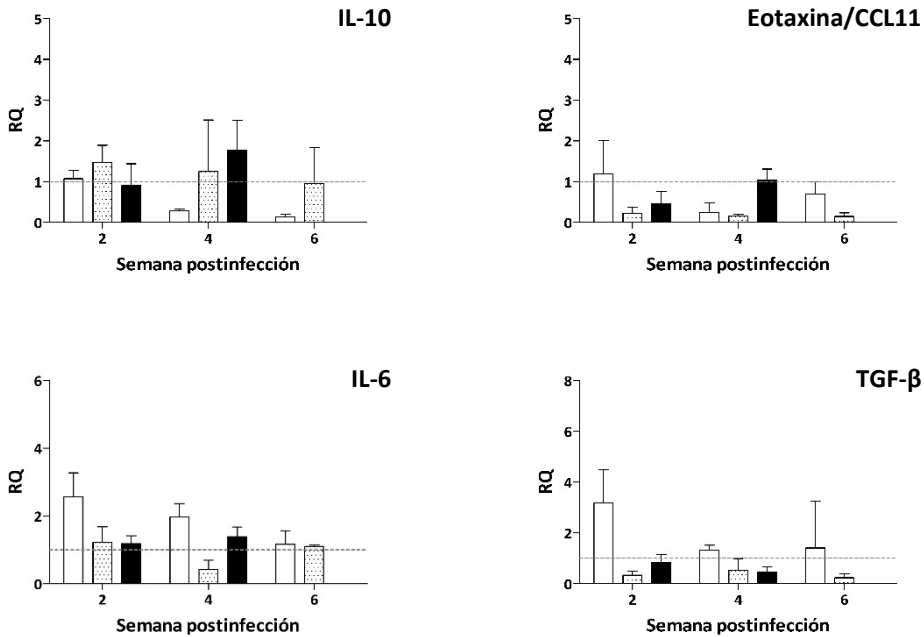 IL-10
5
4
3
2
1
0
RQ
2 4 6
Semana postinfección
Eotaxina/CCL11
5
4
3
2
1
0
RQ
2 4 6
Semana postinfección
IL-6
6
4
2
0
RQ
2 4 6
Semana postinfección
TGF-β
8
6
4
2
0
RQ
2 4 6
Semana postinfección